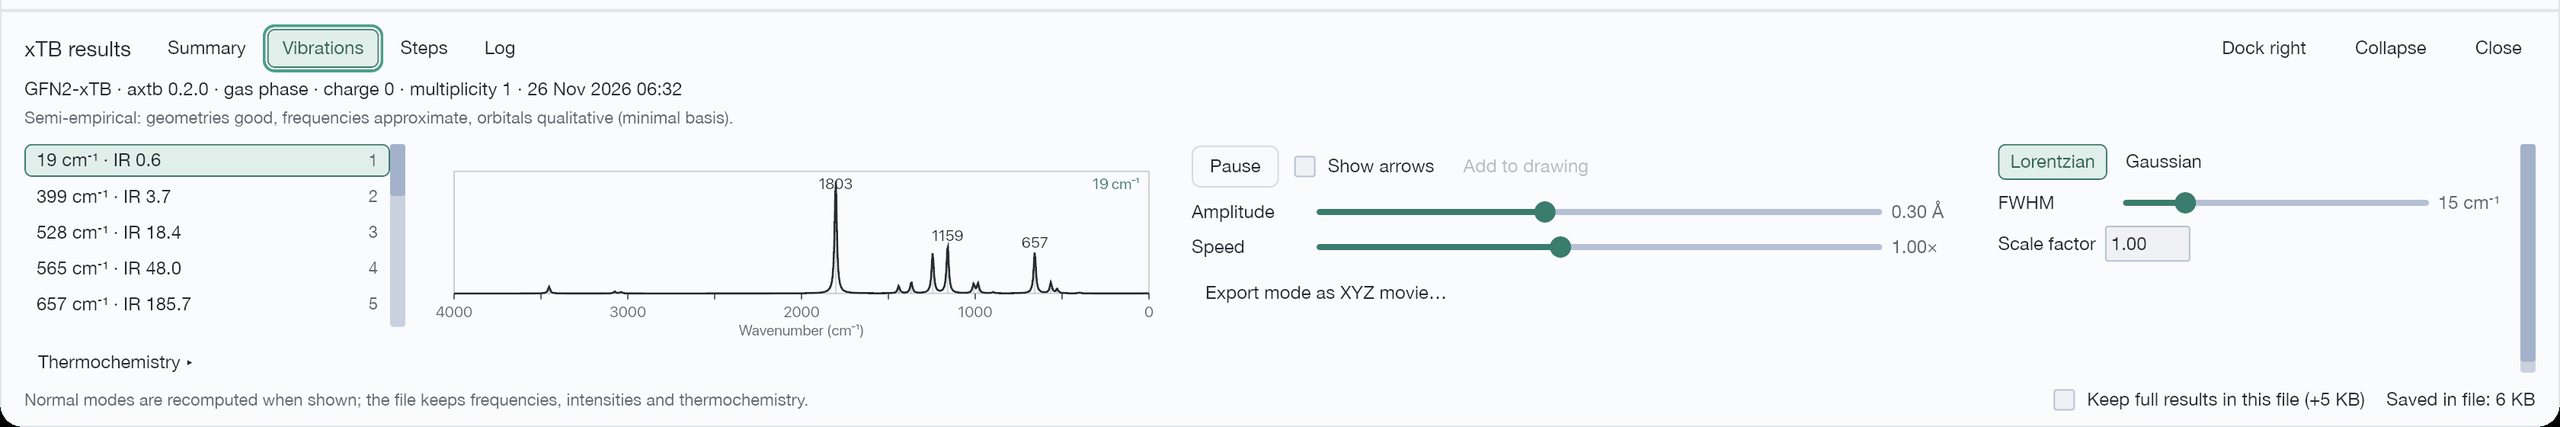 xTB results Summary Vibrations Steps Log Dock right Collapse Close
GFN2-xTB · axtb 0.2.0 · gas phase · charge 0 · multiplicity 1 · 26 Nov 2026 06:32
Semi-empirical: geometries good, frequencies approximate, orbitals qualitative (minimal basis).
19 cm⁻¹ · IR 0.6 1
399 cm⁻¹ · IR 3.7 2
528 cm⁻¹ · IR 18.4 3
565 cm⁻¹ · IR 48.0 4
657 cm⁻¹ · IR 185.7 5
1803
19 cm⁻¹
1159
657
4000 3000 2000 1000 0
Wavenumber (cm⁻¹)
Pause Show arrows Add to drawing
Amplitude 0.30 Å
Speed 1.00×
Export mode as XYZ movie…
Lorentzian Gaussian
FWHM 15 cm⁻¹
Scale factor 1.00
Thermochemistry ▸
Normal modes are recomputed when shown; the file keeps frequencies, intensities and thermochemistry.
Keep full results in this file (+5 KB) Saved in file: 6 KB